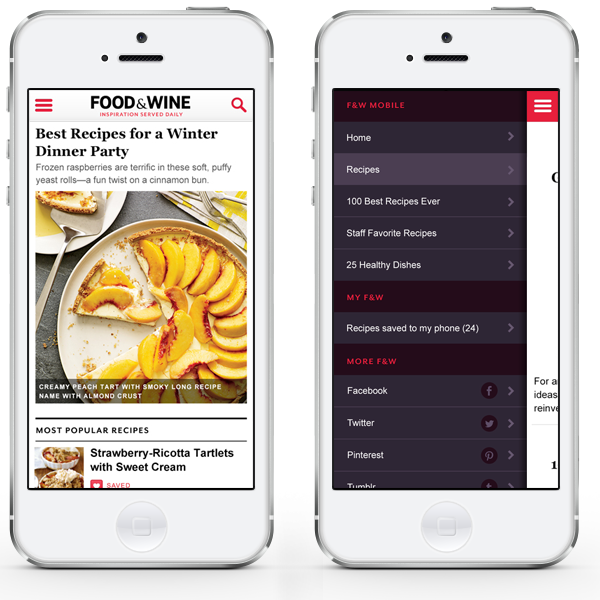 FOOD&WINE
INSPIRATION SERVED DAILY
Best Recipes for a Winter
Dinner Party
Frozen raspberries are terrific in these soft, puffy
yeast rolls—a fun twist on a cinnamon bun.
CREAMY PEACH TART WITH SMOKY LONG RECIPE
NAME WITH ALMOND CRUST
MOST POPULAR RECIPES
Strawberry-Ricotta Tartlets
with Sweet Cream
SAVED
F&W MOBILE
Home
Recipes
100 Best Recipes Ever
Staff Favorite Recipes
25 Healthy Dishes
MY F&W
Recipes saved to my phone (24)
MORE F&W
Facebook
Twitter
Pinterest
Tumblr
For
ideas
1